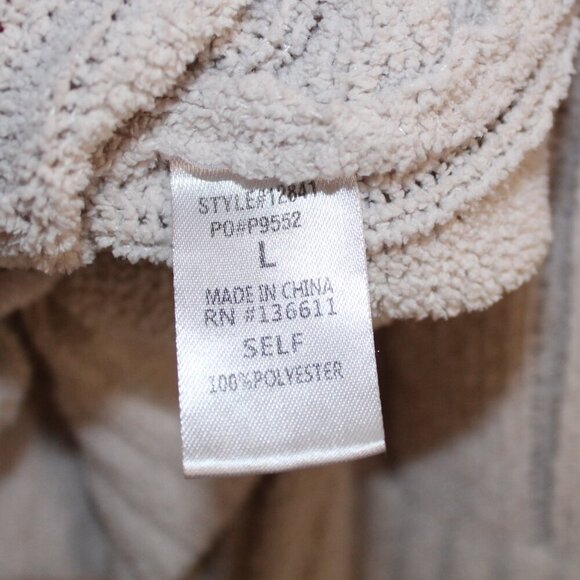 STYLE#12841
PO#P9552
L
MADE IN CHINA
RN #136611
SELF
100%POLYESTER